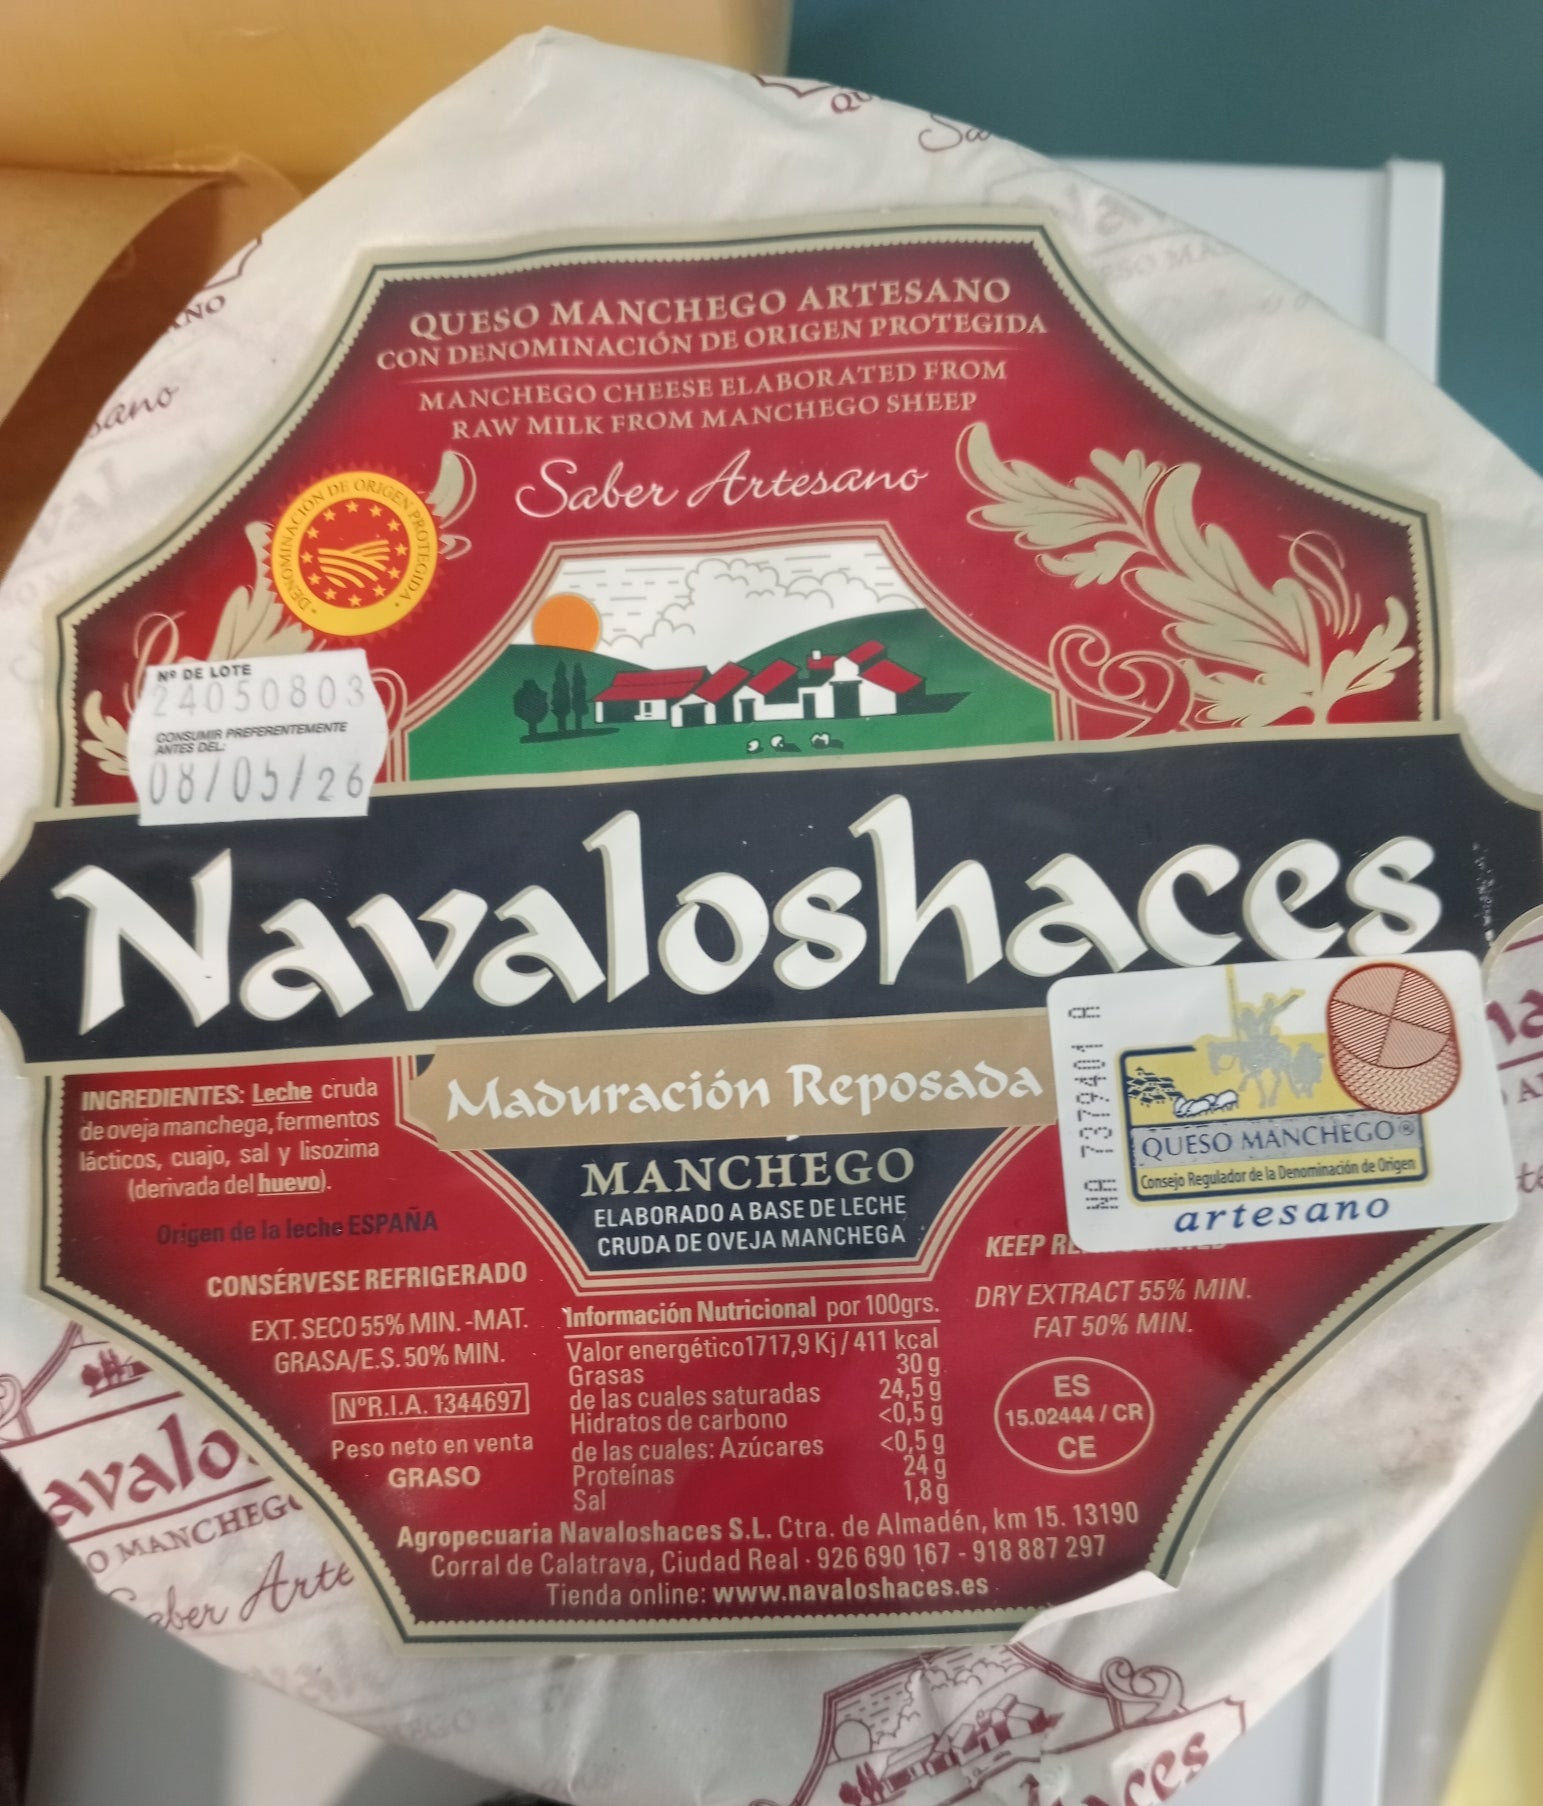 QUESO MANCHEGO ARTESANO
CON DENOMINACIÓN DE ORIGEN PROTEGIDA
MANCHEGO CHEESE ELABORATED FROM
RAW MILK FROM MANCHEGO SHEEP
Saber Artesano
DENOMINACIÓN DE ORIGEN PROTEGIDA
Nº DE LOTE
24050803
CONSUMIR PREFERENTEMENTE
ANTES DEL:
08/05/26
Navaloshaces
Maduración Reposada
MANCHEGO
ELABORADO A BASE DE LECHE
CRUDA DE OVEJA MANCHEGA
INGREDIENTES: Leche cruda
de oveja manchega, fermentos
lácticos, cuajo, sal y lisozima
(derivada del huevo).
Origen de la leche ESPAÑA
CONSÉRVESE REFRIGERADO
EXT. SECO 55% MIN. -MAT.
GRASA/E.S. 50% MIN.
NºR.I.A. 1344697
Peso neto en venta
GRASO
Información Nutricional por 100grs.
Valor energético1717,9 Kj / 411 kcal
Grasas 30 g
de las cuales saturadas 24,5 g
Hidratos de carbono <0,5 g
de las cuales: Azúcares <0,5 g
Proteínas 24 g
Sal 1,8 g
737401 A
QUESO MANCHEGO®
Consejo Regulador de la Denominación de Origen
artesano
KEEP
DRY EXTRACT 55% MIN.
FAT 50% MIN.
ES
15.02444 / CR
CE
Agropecuaria Navaloshaces S.L. Ctra. de Almadén, km 15. 13190
Corral de Calatrava, Ciudad Real · 926 690 167 - 918 887 297
Tienda online: www.navaloshaces.es